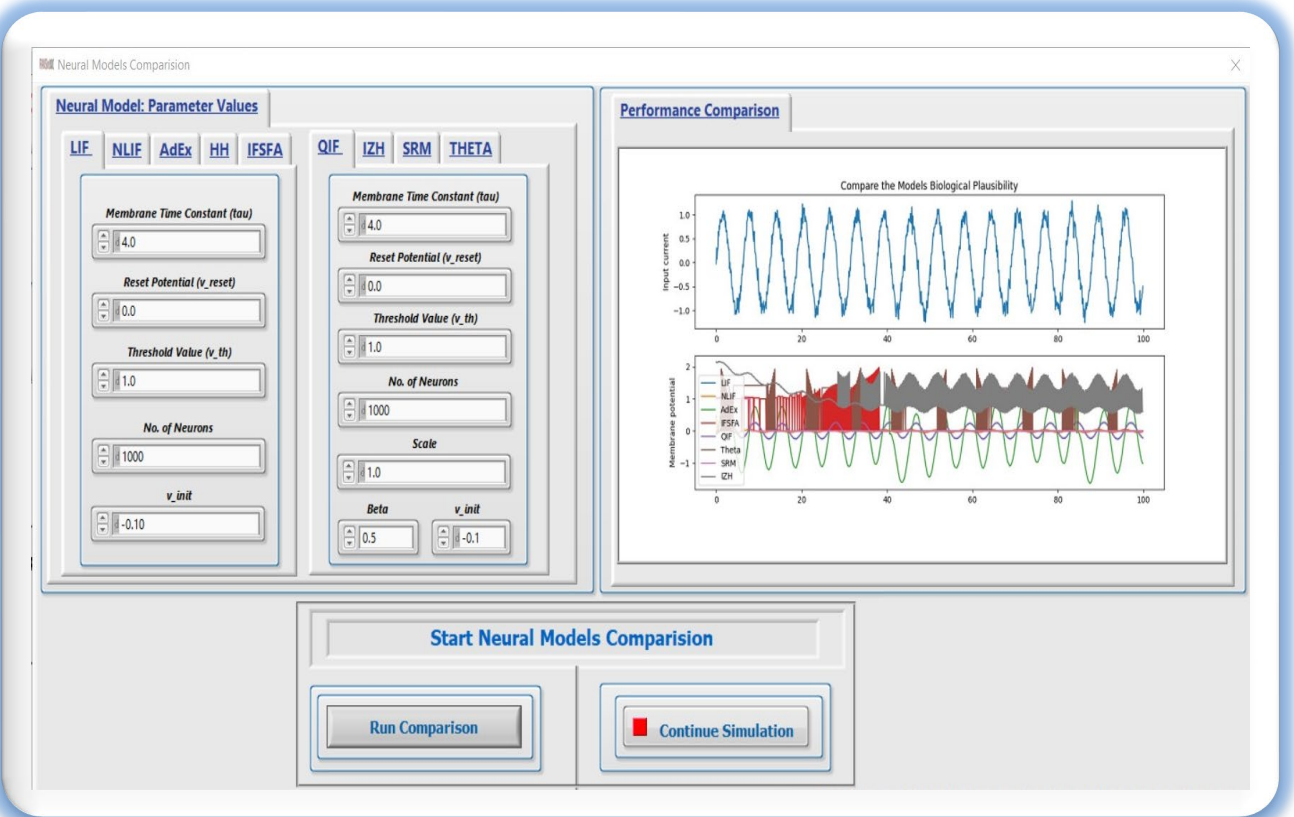 Neural Models Comparision
X
Neural Model: Parameter Values
LIF NLIF AdEx HH IFSFA
Membrane Time Constant (tau)
4.0
Reset Potential (v_reset)
0.0
Threshold Value (v_th)
1.0
No. of Neurons
1000
v_init
-0.10
QIF IZH SRM THETA
Membrane Time Constant (tau)
4.0
Reset Potential (v_reset)
0.0
Threshold Value (v_th)
1.0
No. of Neurons
1000
Scale
1.0
Beta v_init
0.5 -0.1
Performance Comparison
Compare the Models Biological Plausibility
Input current
1.0
0.5
0.0
−0.5
−1.0
0 20 40 60 80 100
Membrane potential
2
1
0
−1
LIF
NLIF
AdEx
IFSFA
QIF
Theta
SRM
IZH
0 20 40 60 80 100
Start Neural Models Comparision
Run Comparison
Continue Simulation